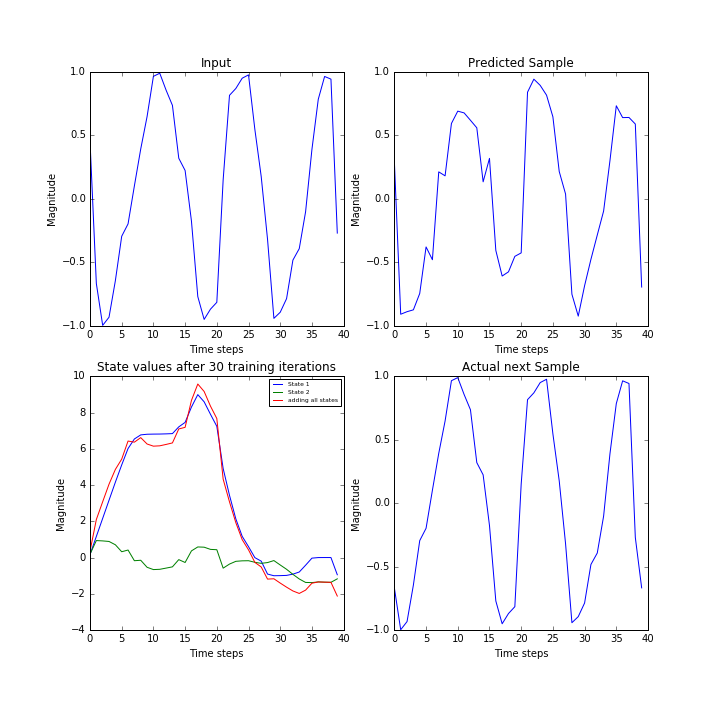 Input
1.0
0.5
0.0
−0.5
−1.0
Magnitude
0 5 10 15 20 25 30 35 40
Time steps
Predicted Sample
1.0
0.5
0.0
−0.5
−1.0
Magnitude
0 5 10 15 20 25 30 35 40
Time steps
State values after 30 training iterations
10
8
6
4
2
0
−2
−4
Magnitude
State 1
State 2
adding all states
0 5 10 15 20 25 30 35 40
Time steps
Actual next Sample
1.0
0.5
0.0
−0.5
−1.0
Magnitude
0 5 10 15 20 25 30 35 40
Time steps